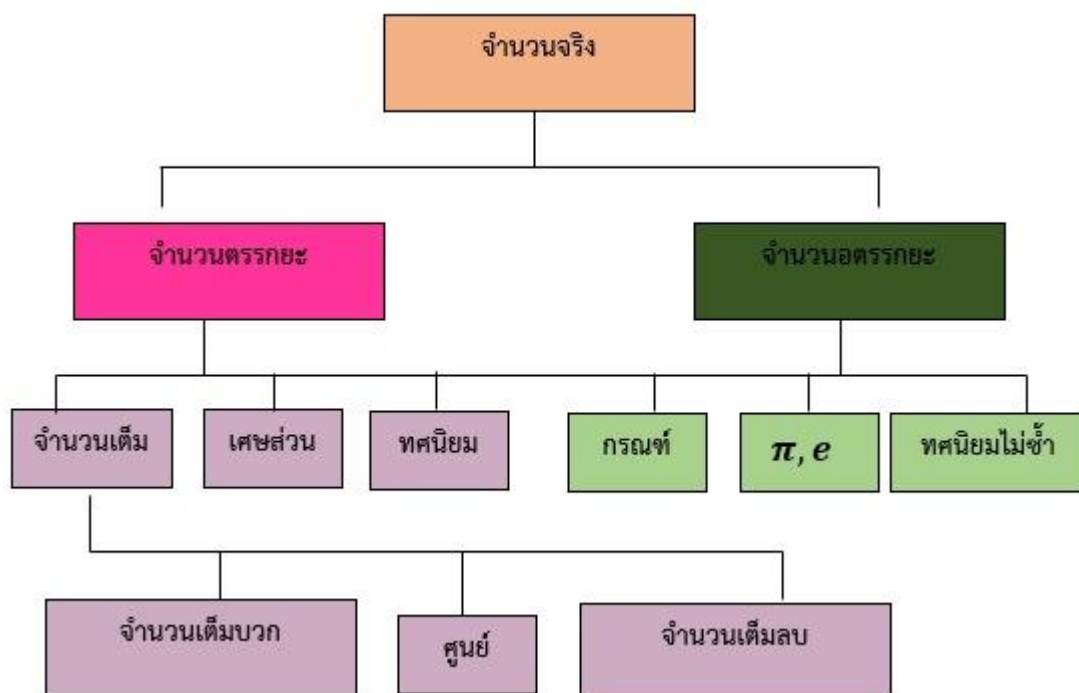 จำนวนจริง
จำนวนตรรกยะ
จำนวนอตรรกยะ
จำนวนเต็ม
เศษส่วน
ทศนิยม
กรณฑ์
π, e
ทศนิยมไม่ซ้ำ
จำนวนเต็มบวก
ศูนย์
จำนวนเต็มลบ